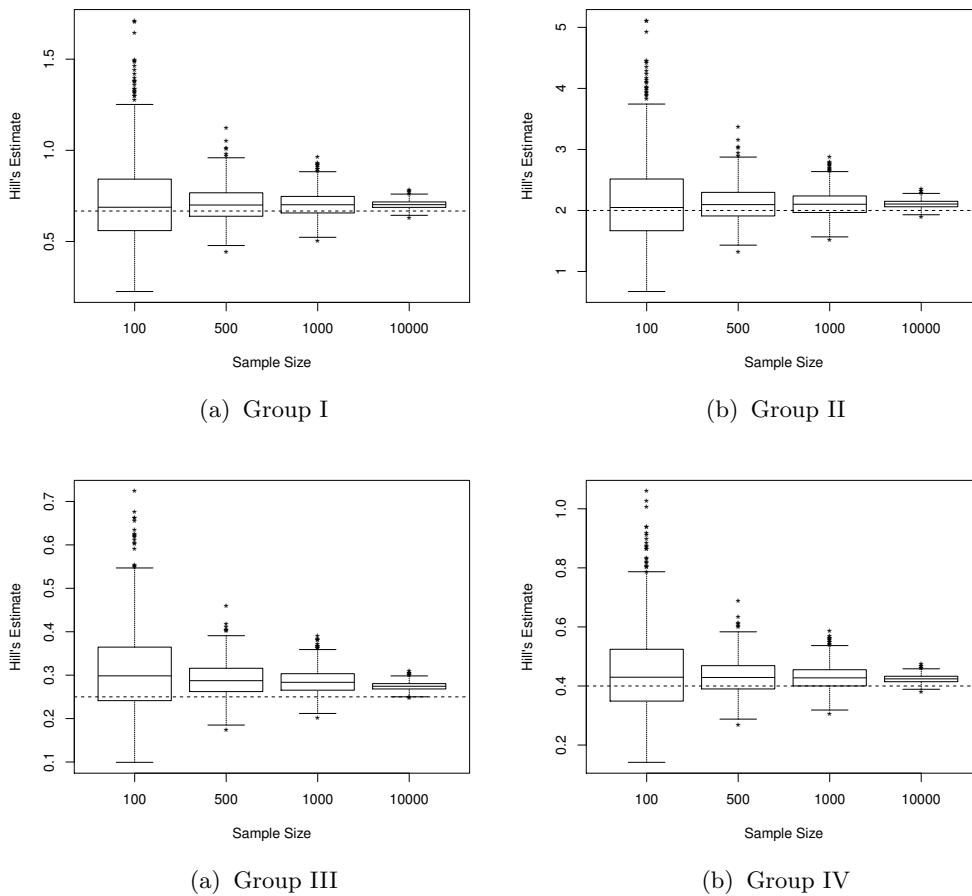 1.5
1.0
0.5
Hill's Estimate
100 500 1000 10000
Sample Size
(a) Group I
5
4
3
2
1
Hill's Estimate
100 500 1000 10000
Sample Size
(b) Group II
0.7
0.6
0.5
0.4
0.3
0.2
0.1
Hill's Estimate
100 500 1000 10000
Sample Size
(a) Group III
1.0
0.8
0.6
0.4
0.2
Hill's Estimate
100 500 1000 10000
Sample Size
(b) Group IV